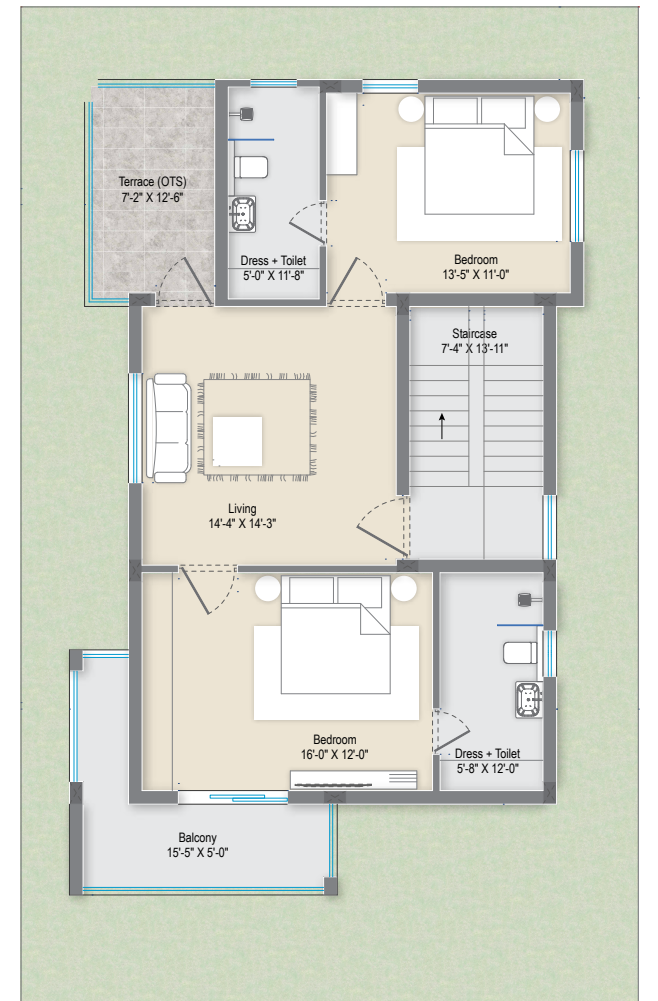 Terrace (OTS)
7'-2" X 12'-6"
Dress + Toilet
5'-0" X 11'-8"
Bedroom
13'-5" X 11'-0"
Staircase
7'-4" X 13'-11"
Living
14'-4" X 14'-3"
Bedroom
16'-0" X 12'-0"
Dress + Toilet
5'-8" X 12'-0"
Balcony
15'-5" X 5'-0"